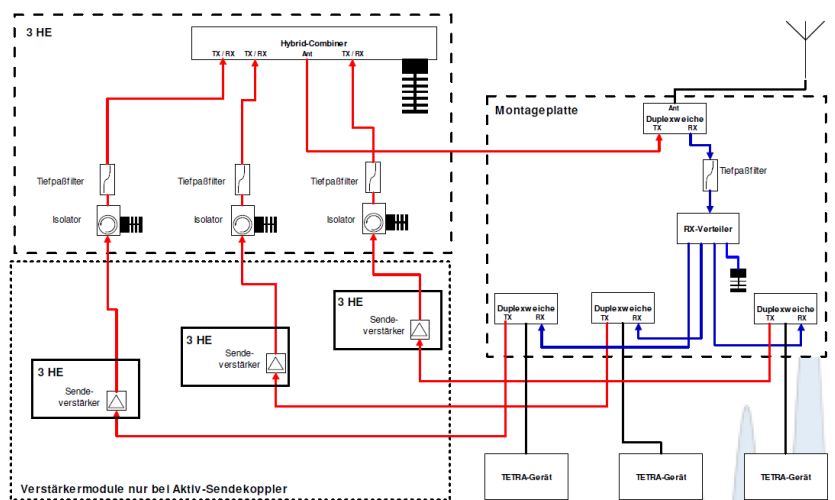 3 HE
Hybrid-Combiner
TX / RX TX / RX Ant TX / RX
Tiefpaßfilter
Tiefpaßfilter
Tiefpaßfilter
Isolator
Isolator
Isolator
Montageplatte
Ant
Duplexweiche
TX RX
Tiefpaßfilter
RX-Verteiler
Duplexweiche
TX RX
Duplexweiche
TX RX
Duplexweiche
TX RX
3 HE
Sende-
verstärker
3 HE
Sende-
verstärker
3 HE
Sende-
verstärker
Verstärkermodule nur bei Aktiv-Sendekoppler
TETRA-Gerät
TETRA-Gerät
TETRA-Gerät